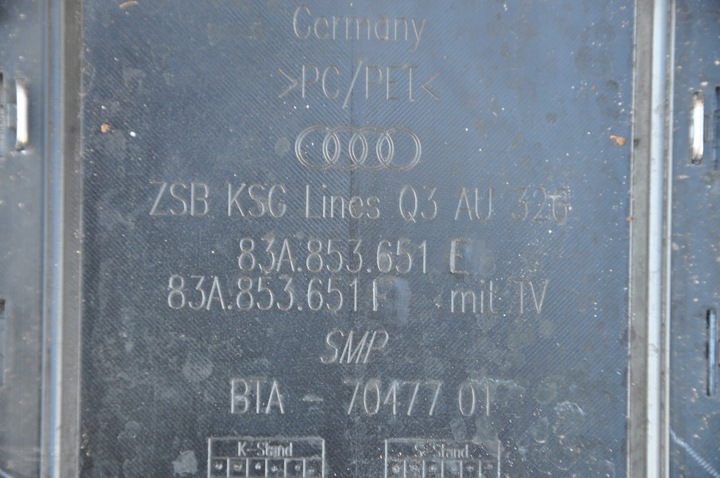 Germany
>PC/PET<
ZSB KSG Lines Q3 AU 326
83A.853.651 E
83A.853.651 F mit TV
SMP
BTA - 70477 01
K-Stand S-Stand